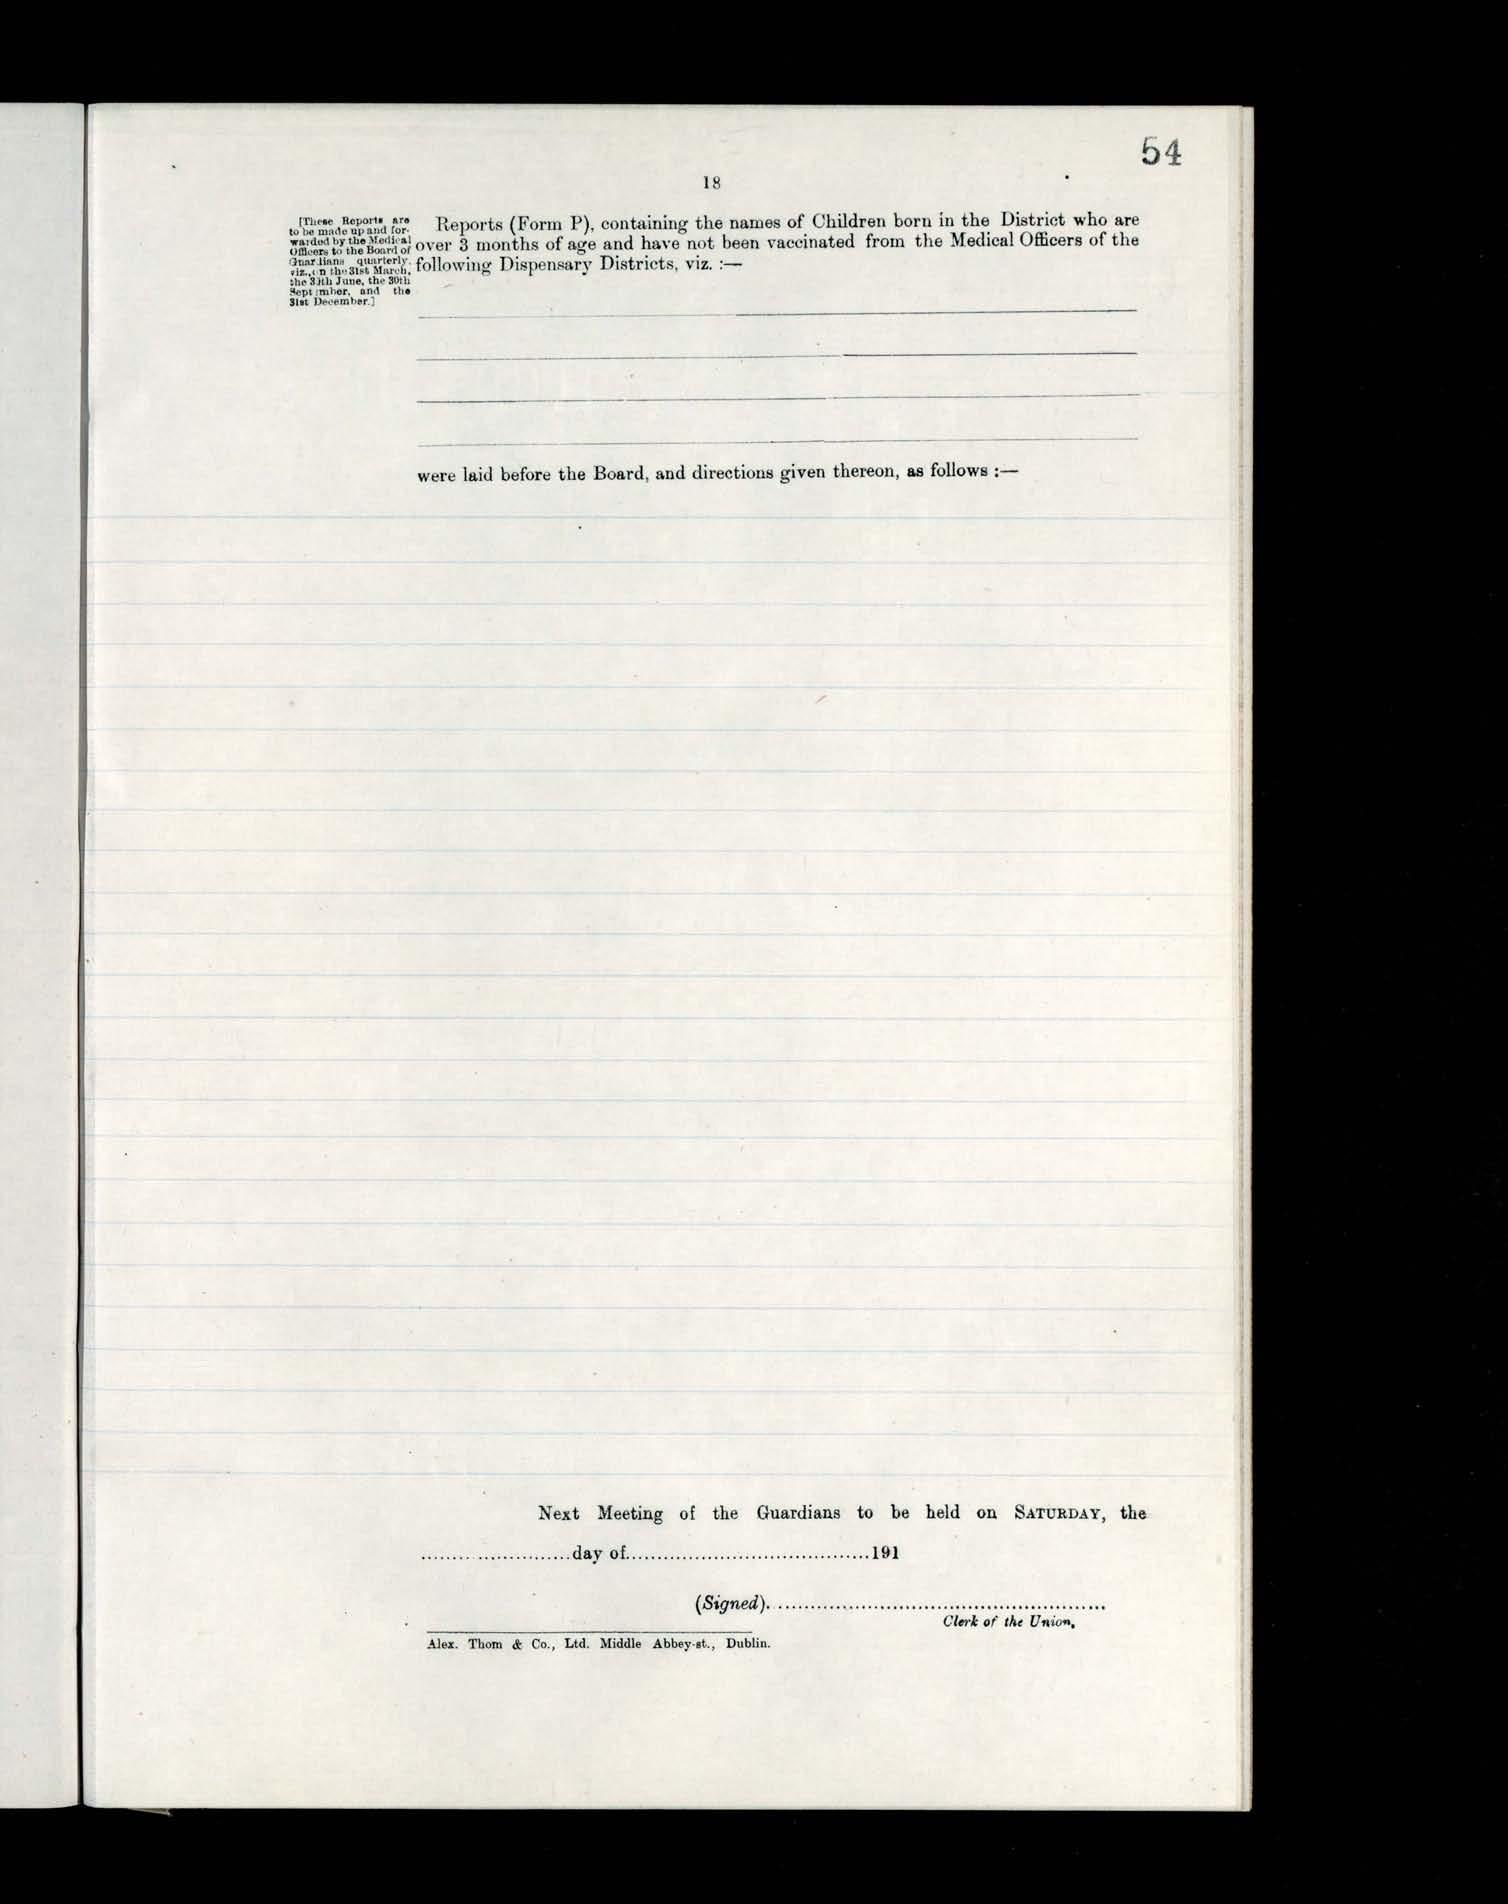 54
18
[These Reports are
to be made up and for-
warded by the Medical
Officers to the Board of
Guardians quarterly,
viz., on the 31st March,
the 30th June, the 30th
September, and the
31st December.]
Reports (Form P), containing the names of Children born in the District who are
over 3 months of age and have not been vaccinated from the Medical Officers of the
following Dispensary Districts, viz. :—
were laid before the Board, and directions given thereon, as follows :—
Next Meeting of the Guardians to be held on SATURDAY, the
........................day of.......................................191
(Signed)......................................................
Clerk of the Union,
Alex. Thom & Co., Ltd. Middle Abbey-st., Dublin.